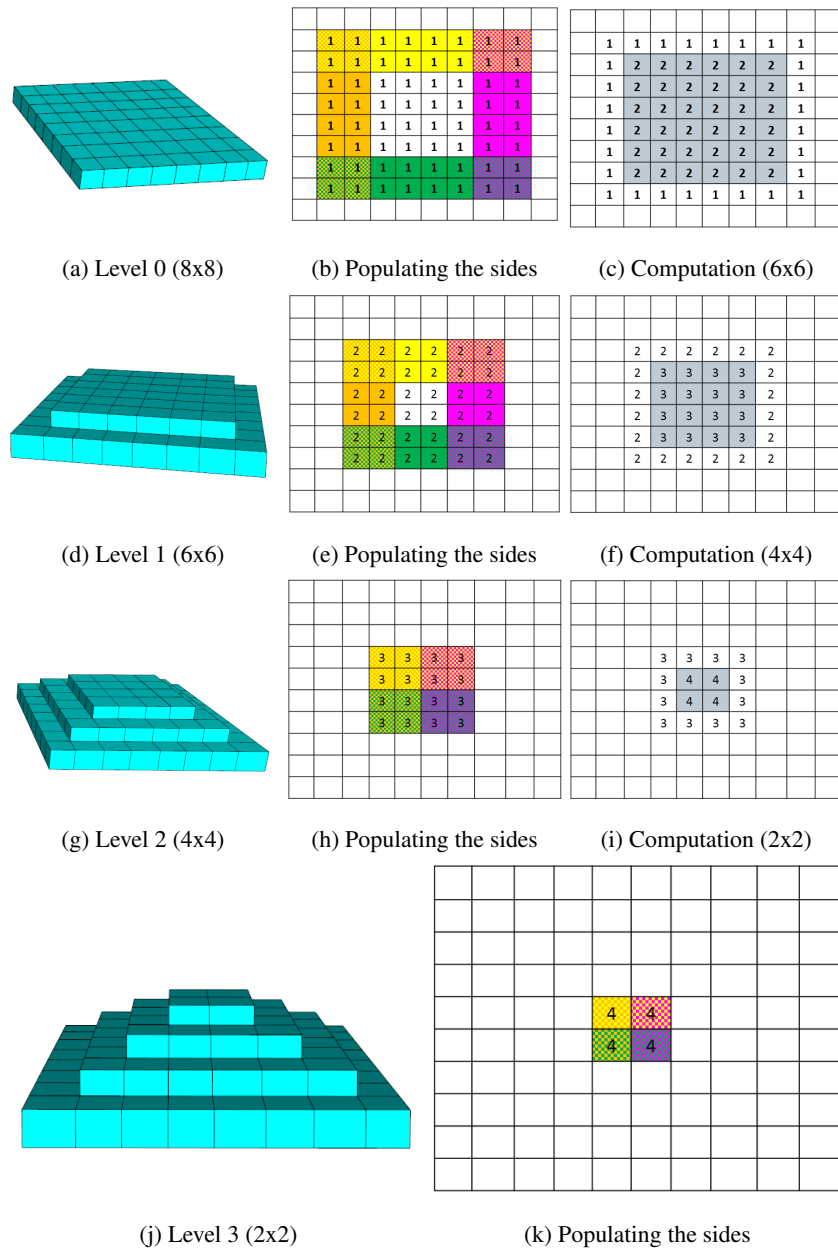 1 1 1 1 1 1 1 1
1 1 1 1 1 1 1 1
1 1 1 1 1 1 1 1
1 1 1 1 1 1 1 1
1 1 1 1 1 1 1 1
1 1 1 1 1 1 1 1
1 1 1 1 1 1 1 1
1 1 1 1 1 1 1 1
1 1 1 1 1 1 1 1
1 2 2 2 2 2 2 1
1 2 2 2 2 2 2 1
1 2 2 2 2 2 2 1
1 2 2 2 2 2 2 1
1 2 2 2 2 2 2 1
1 2 2 2 2 2 2 1
1 1 1 1 1 1 1 1
(a) Level 0 (8x8)
(b) Populating the sides
(c) Computation (6x6)
2 2 2 2 2 2
2 2 2 2 2 2
2 2 2 2 2 2
2 2 2 2 2 2
2 2 2 2 2 2
2 2 2 2 2 2
2 2 2 2 2 2
2 3 3 3 3 2
2 3 3 3 3 2
2 3 3 3 3 2
2 3 3 3 3 2
2 2 2 2 2 2
(d) Level 1 (6x6)
(e) Populating the sides
(f) Computation (4x4)
3 3 3 3
3 3 3 3
3 3 3 3
3 3 3 3
3 3 3 3
3 4 4 3
3 4 4 3
3 3 3 3
(g) Level 2 (4x4)
(h) Populating the sides
(i) Computation (2x2)
4 4
4 4
(j) Level 3 (2x2)
(k) Populating the sides